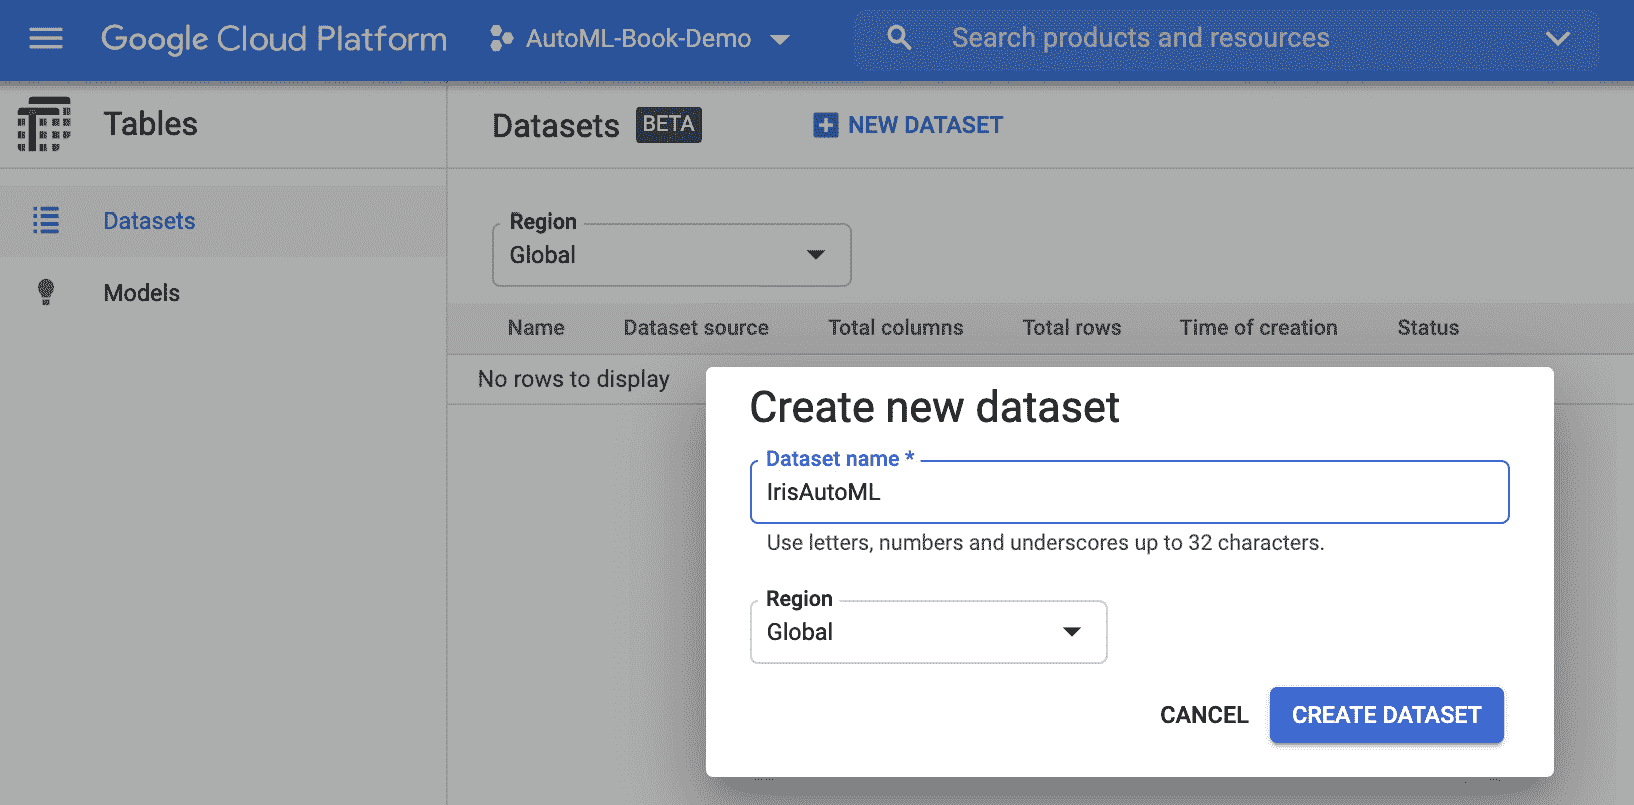 Google Cloud Platform
AutoML-Book-Demo
Search products and resources
Tables
Datasets BETA
NEW DATASET
Datasets
Models
Region
Global
Name Dataset source Total columns Total rows Time of creation Status
No rows to display
Create new dataset
Dataset name *
IrisAutoML
Use letters, numbers and underscores up to 32 characters.
Region
Global
CANCEL CREATE DATASET